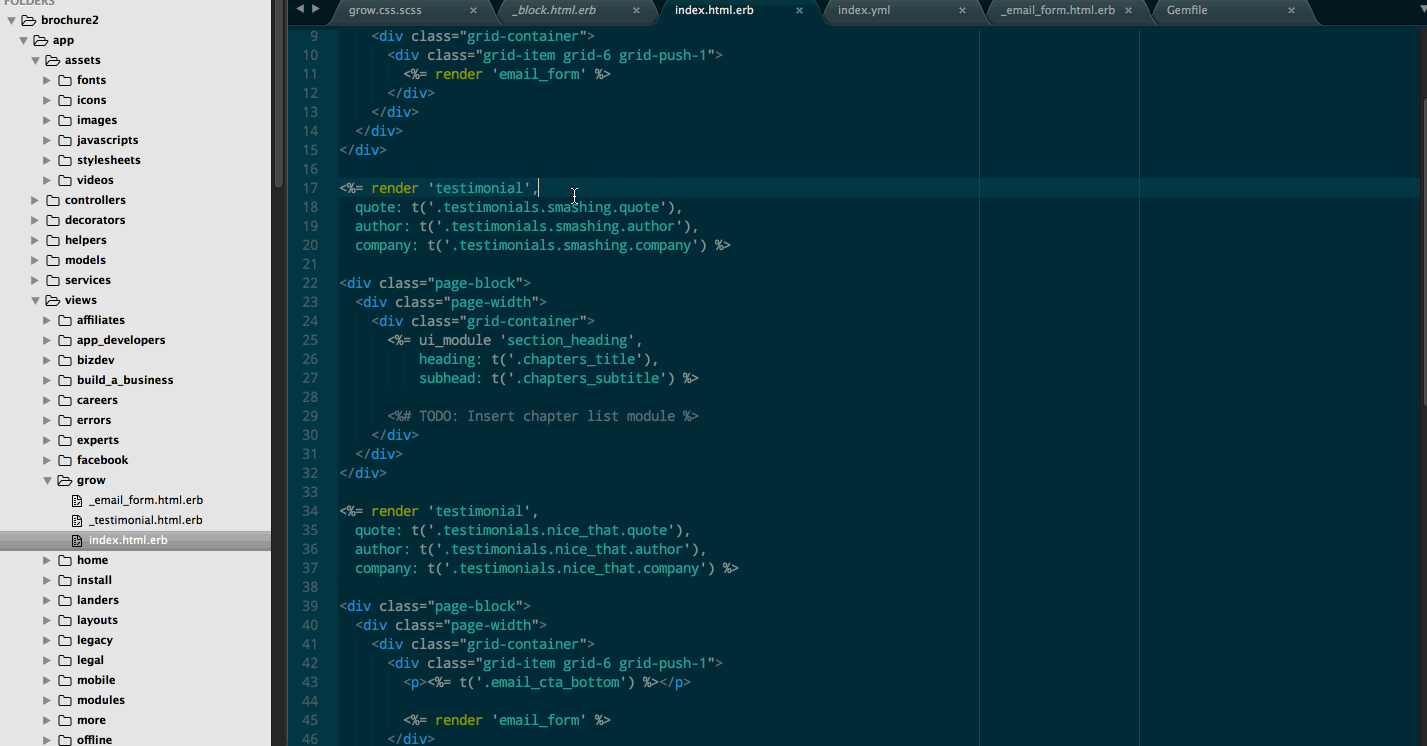 FOLDERS
brochure2
app
assets
fonts
icons
images
javascripts
stylesheets
videos
controllers
decorators
helpers
models
services
views
affiliates
app_developers
bizdev
build_a_business
careers
errors
experts
facebook
grow
_email_form.html.erb
_testimonial.html.erb
index.html.erb
home
install
landers
layouts
legacy
legal
mobile
modules
more
offline
grow.css.scss × _block.html.erb × index.html.erb × index.yml × _email_form.html.erb × Gemfile ×
9 <div class="grid-container">
10 <div class="grid-item grid-6 grid-push-1">
11 <%= render 'email_form' %>
12 </div>
13 </div>
14 </div>
15 </div>
16
17 <%= render 'testimonial',
18 quote: t('.testimonials.smashing.quote'),
19 author: t('.testimonials.smashing.author'),
20 company: t('.testimonials.smashing.company') %>
21
22 <div class="page-block">
23 <div class="page-width">
24 <div class="grid-container">
25 <%= ui_module 'section_heading',
26 heading: t('.chapters_title'),
27 subhead: t('.chapters_subtitle') %>
28
29 <%# TODO: Insert chapter list module %>
30 </div>
31 </div>
32 </div>
33
34 <%= render 'testimonial',
35 quote: t('.testimonials.nice_that.quote'),
36 author: t('.testimonials.nice_that.author'),
37 company: t('.testimonials.nice_that.company') %>
38
39 <div class="page-block">
40 <div class="page-width">
41 <div class="grid-container">
42 <div class="grid-item grid-6 grid-push-1">
43 <p><%= t('.email_cta_bottom') %></p>
44
45 <%= render 'email_form' %>
46 </div>